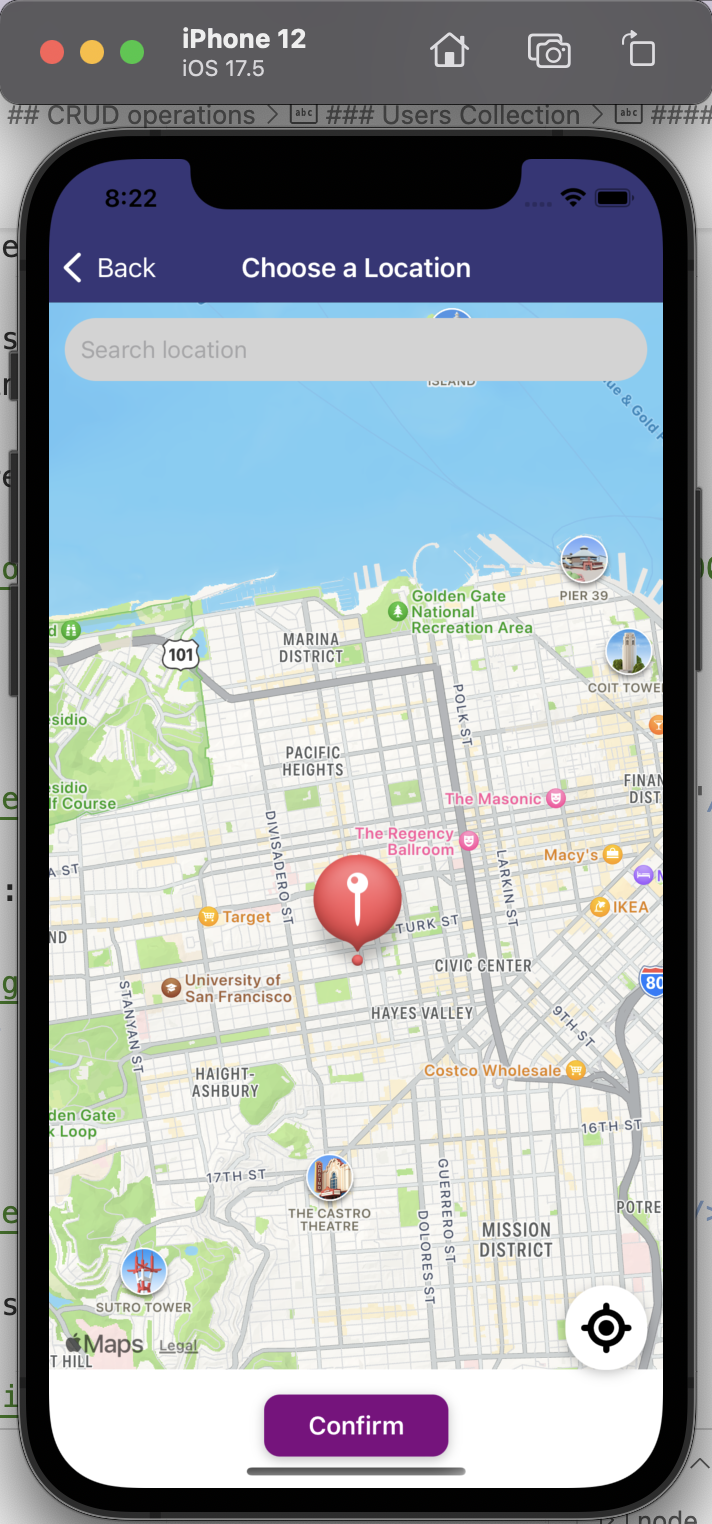 iPhone 12
iOS 17.5
## CRUD operations
### Users Collection
8:22
Back
Choose a Location
Search location
ISLAND
PIER 39
Golden Gate
National
Recreation Area
MARINA
DISTRICT
101
COIT TOWER
POLK ST
PACIFIC
HEIGHTS
The Masonic
The Regency
Ballroom
Macy's
DIVISADERO ST
LARKIN ST
IKEA
Target
TURK ST
CIVIC CENTER
University of
San Francisco
80
STANYAN ST
HAYES VALLEY
9TH ST
Costco Wholesale
HAIGHT-
ASHBURY
16TH ST
17TH ST
GUERRERO ST
THE CASTRO
THEATRE
DOLORES ST
MISSION
DISTRICT
SUTRO TOWER
Maps
Legal
T HILL
Confirm